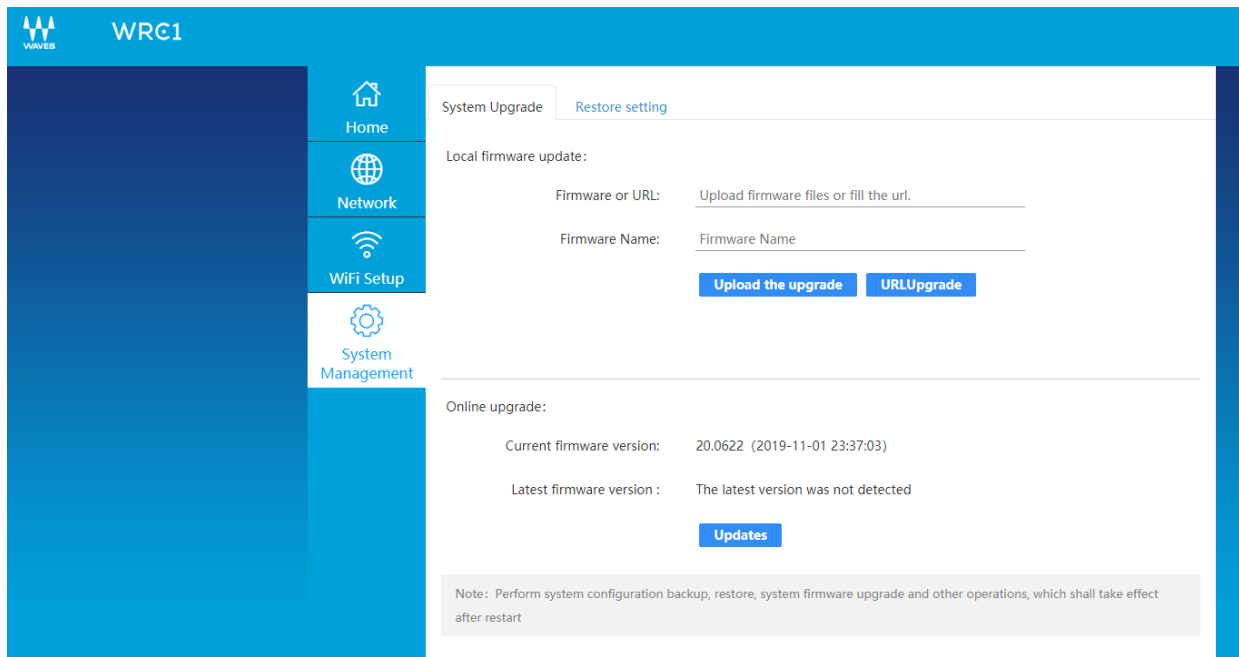 WAVES
WRC1
Home
Network
WiFi Setup
System
Management
System Upgrade
Restore setting
Local firmware update:
Firmware or URL: Upload firmware files or fill the url.
Firmware Name: Firmware Name
Upload the upgrade URLUpgrade
Online upgrade:
Current firmware version: 20.0622 (2019-11-01 23:37:03)
Latest firmware version : The latest version was not detected
Updates
Note: Perform system configuration backup, restore, system firmware upgrade and other operations, which shall take effect
after restart